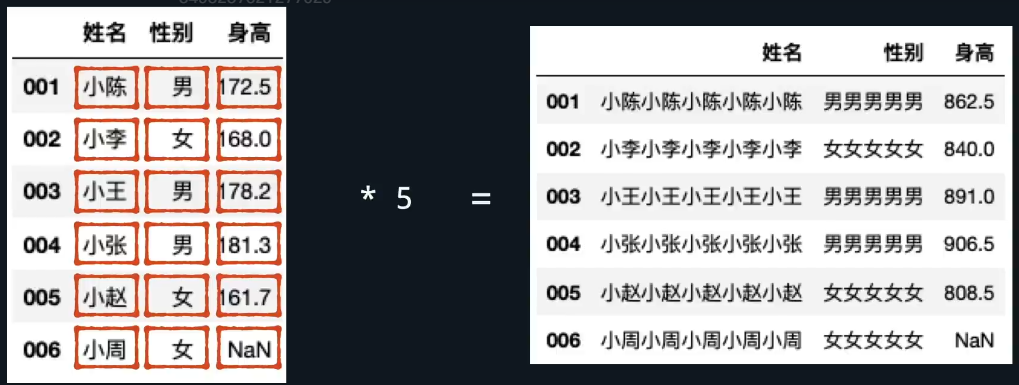 姓名 性别 身高
001 小陈 男 172.5
002 小李 女 168.0
003 小王 男 178.2
004 小张 男 181.3
005 小赵 女 161.7
006 小周 女 NaN
* 5 =
姓名 性别 身高
001 小陈小陈小陈小陈小陈 男男男男男 862.5
002 小李小李小李小李小李 女女女女女 840.0
003 小王小王小王小王小王 男男男男男 891.0
004 小张小张小张小张小张 男男男男男 906.5
005 小赵小赵小赵小赵小赵 女女女女女 808.5
006 小周小周小周小周小周 女女女女女 NaN